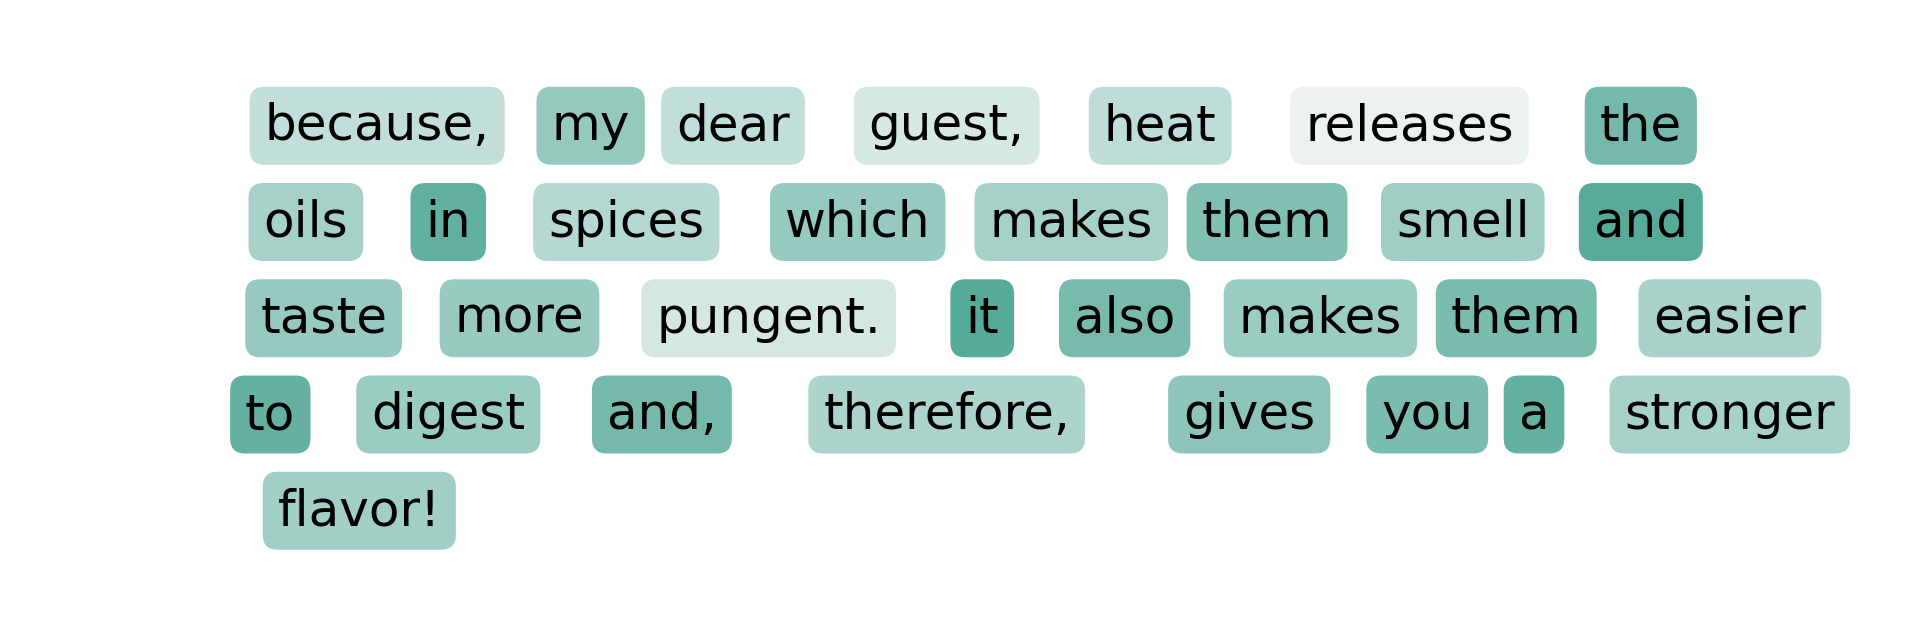 because, my dear guest, heat releases the
oils in spices which makes them smell and
taste more pungent. it also makes them easier
to digest and, therefore, gives you a stronger
flavor!